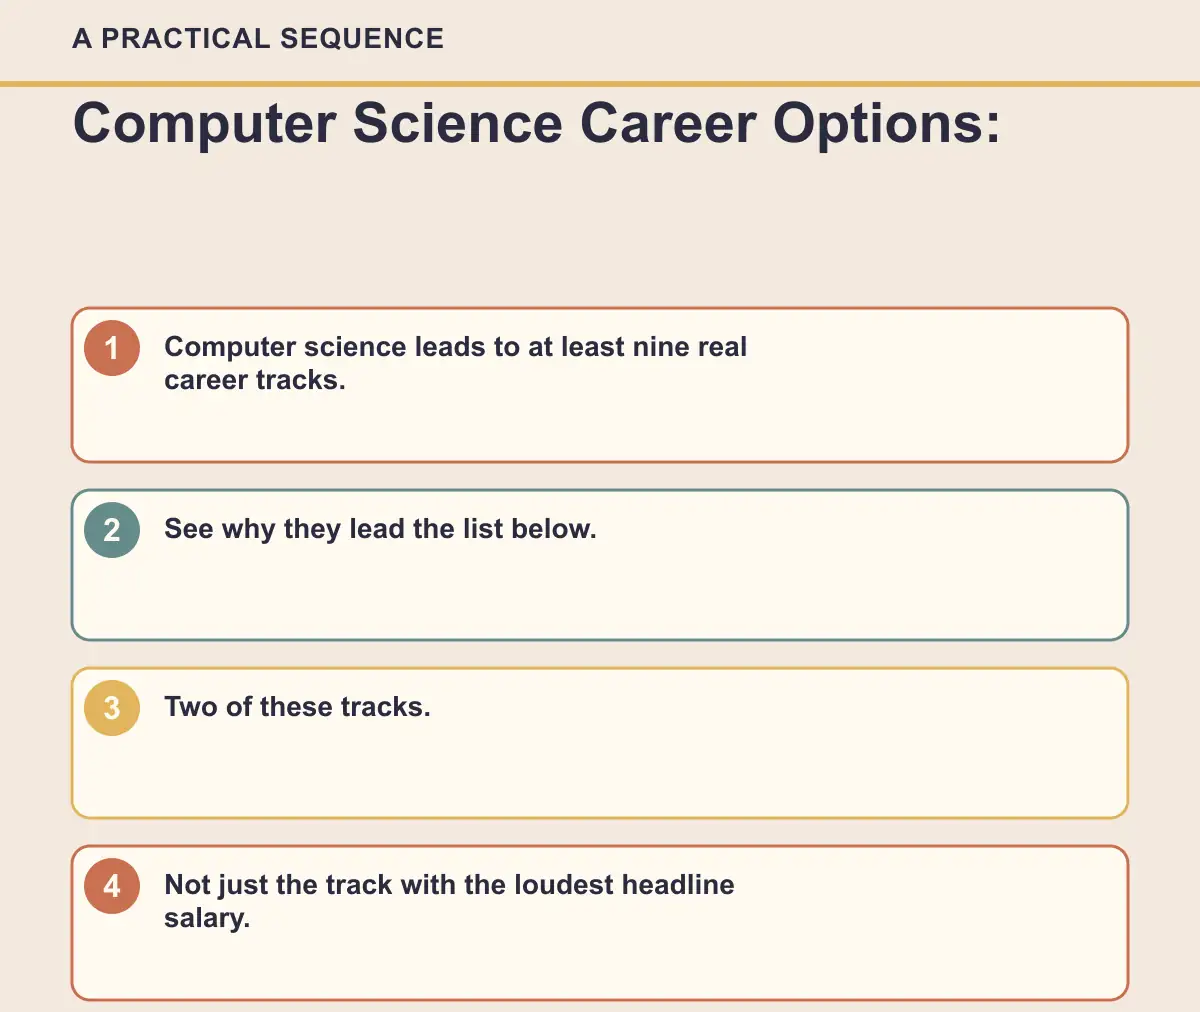 A PRACTICAL SEQUENCE
Computer Science Career Options:
1
Computer science leads to at least nine real
career tracks.
2
See why they lead the list below.
3
Two of these tracks.
4
Not just the track with the loudest headline
salary.